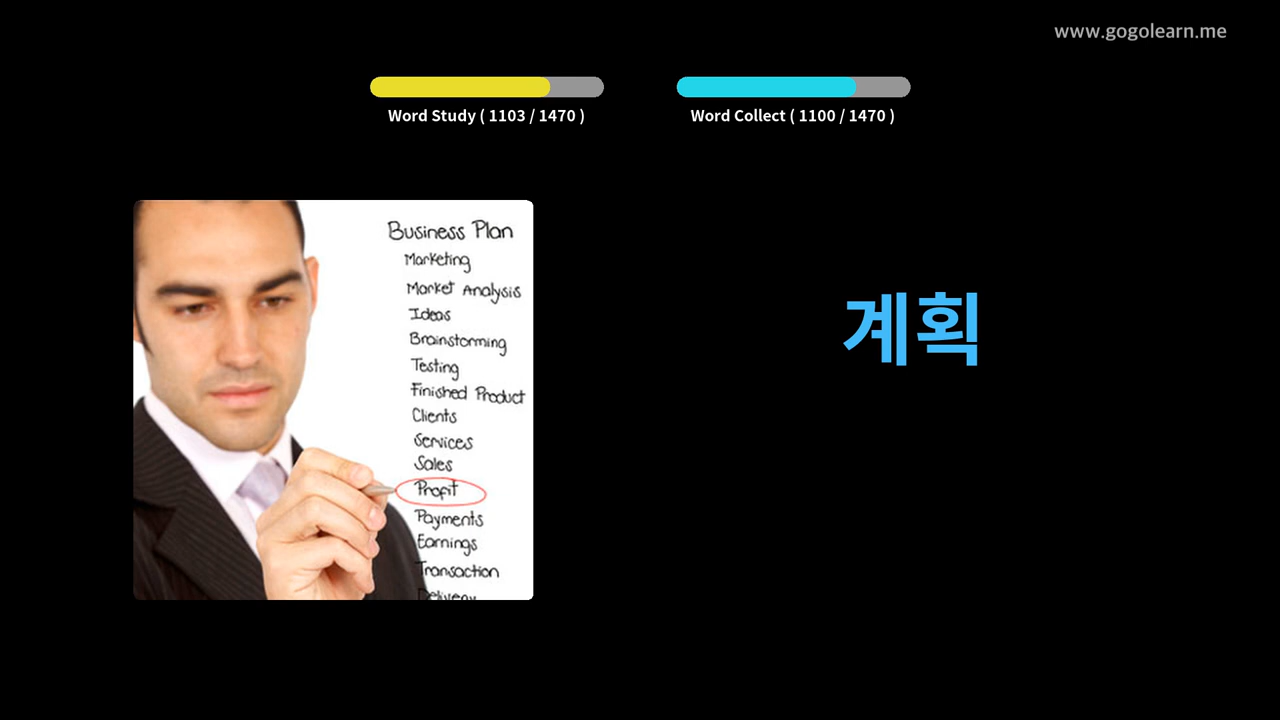 www.gogolearn.me
Word Study ( 1103 / 1470 )
Word Collect ( 1100 / 1470 )
Business Plan
Marketing
Market Analysis
Ideas
Brainstorming
Testing
Finished Product
Clients
Services
Sales
Profit
Payments
Earnings
Transaction
Delivery
계획